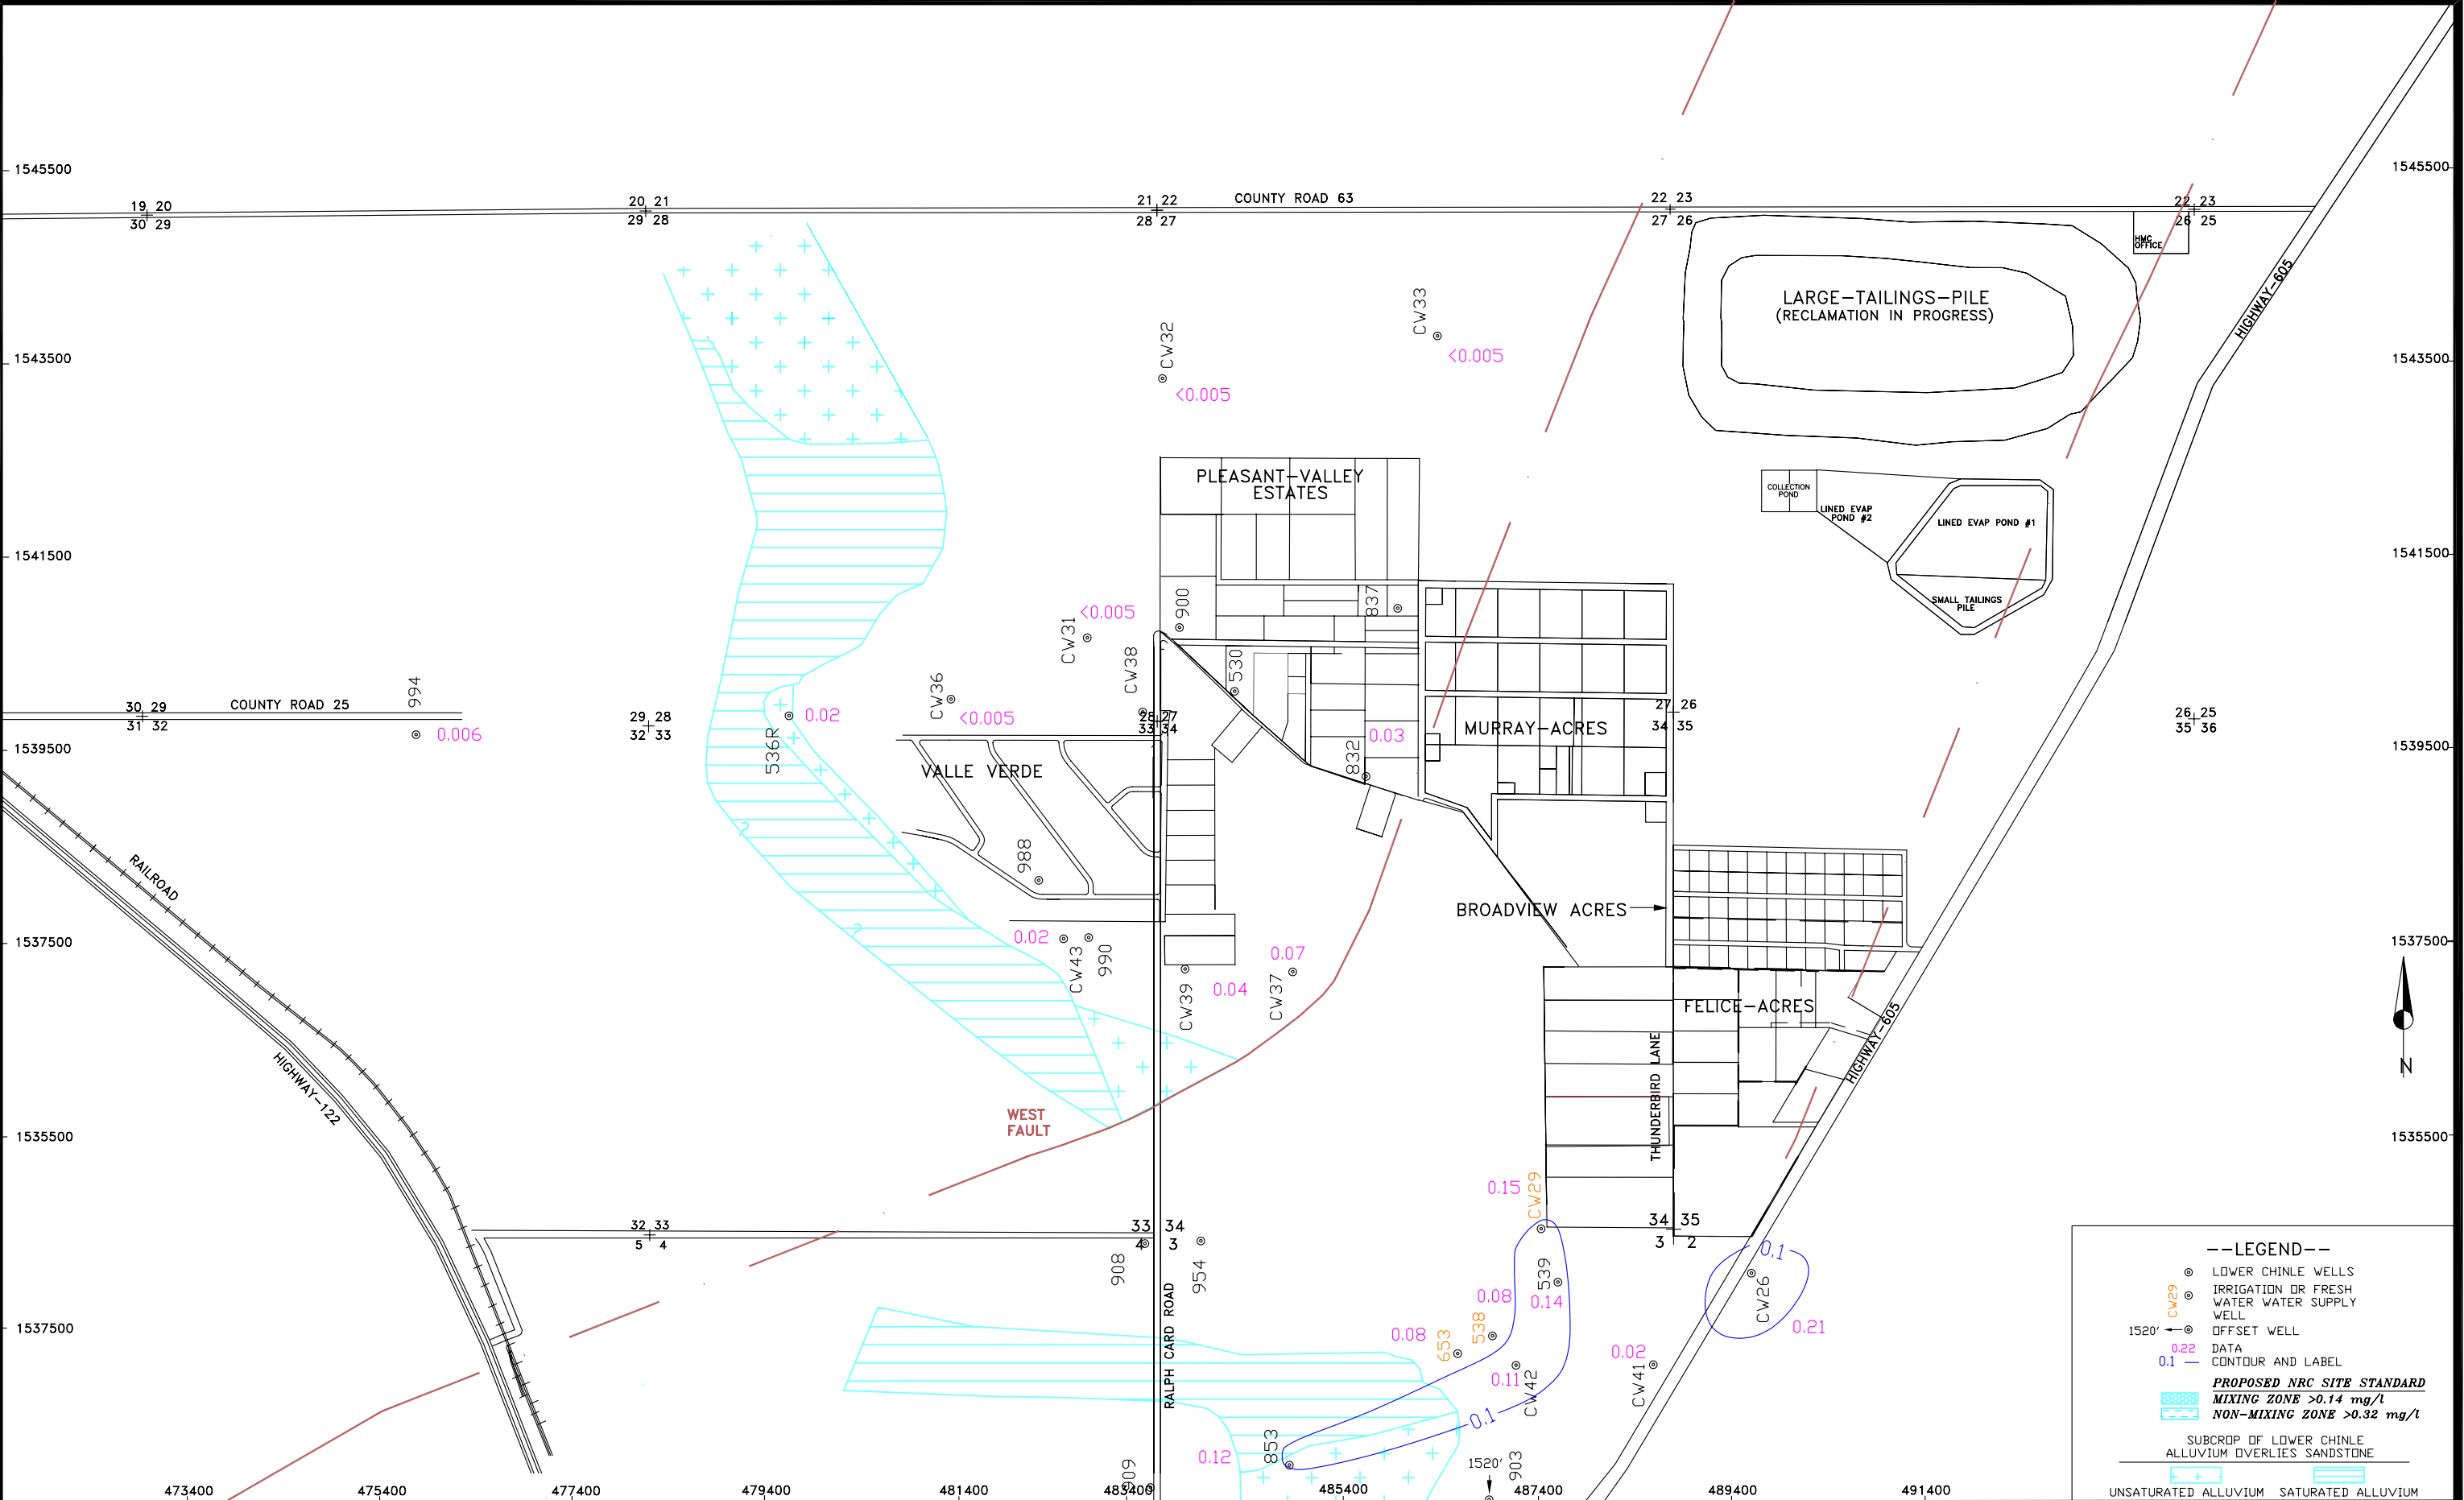 1545500
1545500
19 20
30 29
20 21
29 28
21 22
28 27
COUNTY ROAD 63
22 23
27 26
22 23
26 25
HMC
OFFICE
HIGHWAY-605
LARGE-TAILINGS-PILE
(RECLAMATION IN PROGRESS)
CW33
<0.005
CW32
<0.005
1543500
1543500
PLEASANT-VALLEY
ESTATES
COLLECTION
POND
LINED EVAP
POND #2
LINED EVAP POND #1
SMALL TAILINGS
PILE
1541500
1541500
<0.005
CW31
900
837
CW38
530
994
0.006
30 29
COUNTY ROAD 25
31 32
29 28
32 33
536R
0.02
CW36
<0.005
28 27
33 34
832
0.03
MURRAY-ACRES
27 26
34 35
26 25
35 36
1539500
1539500
VALLE VERDE
988
RAILROAD
BROADVIEW ACRES
1537500
1537500
0.02
CW43
990
CW39
0.04
0.07
CW37
FELICE-ACRES
THUNDERBIRD LANE
HIGHWAY-605
N
HIGHWAY-122
WEST
FAULT
1535500
1535500
0.15
CW29
32 33
5 4
33 34
4 3
34 35
3 2
908
954
RALPH CARD ROAD
539
0.14
0.08
538
653
0.08
0.11
CW42
0.02
CW41
0.1
CW26
0.21
0.1
853
0.12
909
1520'
903
1537500
--LEGEND--
LOWER CHINLE WELLS
CW29
IRRIGATION OR FRESH
WATER WATER SUPPLY
WELL
1520' OFFSET WELL
0.22 DATA
0.1 — CONTOUR AND LABEL
PROPOSED NRC SITE STANDARD
MIXING ZONE >0.14 mg/l
NON-MIXING ZONE >0.32 mg/l
SUBCROP OF LOWER CHINLE
ALLUVIUM OVERLIES SANDSTONE
UNSATURATED ALLUVIUM SATURATED ALLUVIUM
473400
475400
477400
479400
481400
483400
485400
487400
489400
491400